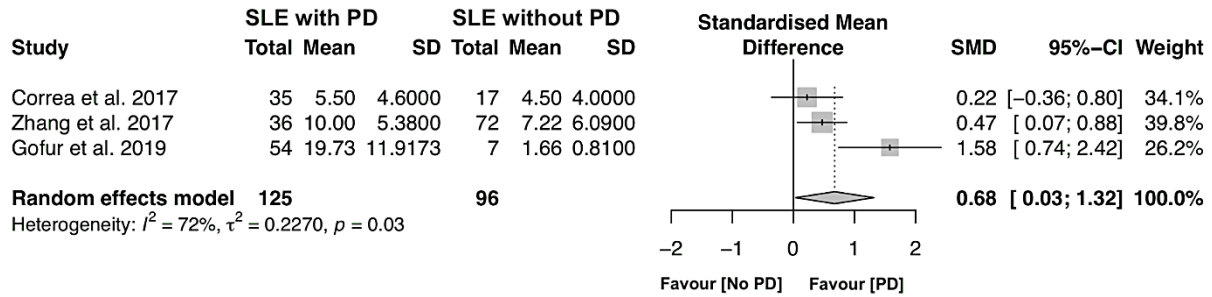 SLE with PD SLE without PD Standardised Mean
Study Total Mean SD Total Mean SD Difference SMD 95%−CI Weight
Correa et al. 2017 35 5.50 4.6000 17 4.50 4.0000 0.22 [−0.36; 0.80] 34.1%
Zhang et al. 2017 36 10.00 5.3800 72 7.22 6.0900 0.47 [ 0.07; 0.88] 39.8%
Gofur et al. 2019 54 19.73 11.9173 7 1.66 0.8100 1.58 [ 0.74; 2.42] 26.2%
Random effects model 125 96 0.68 [ 0.03; 1.32] 100.0%
Heterogeneity: I² = 72%, τ² = 0.2270, p = 0.03
−2 −1 0 1 2
Favour [No PD] Favour [PD]